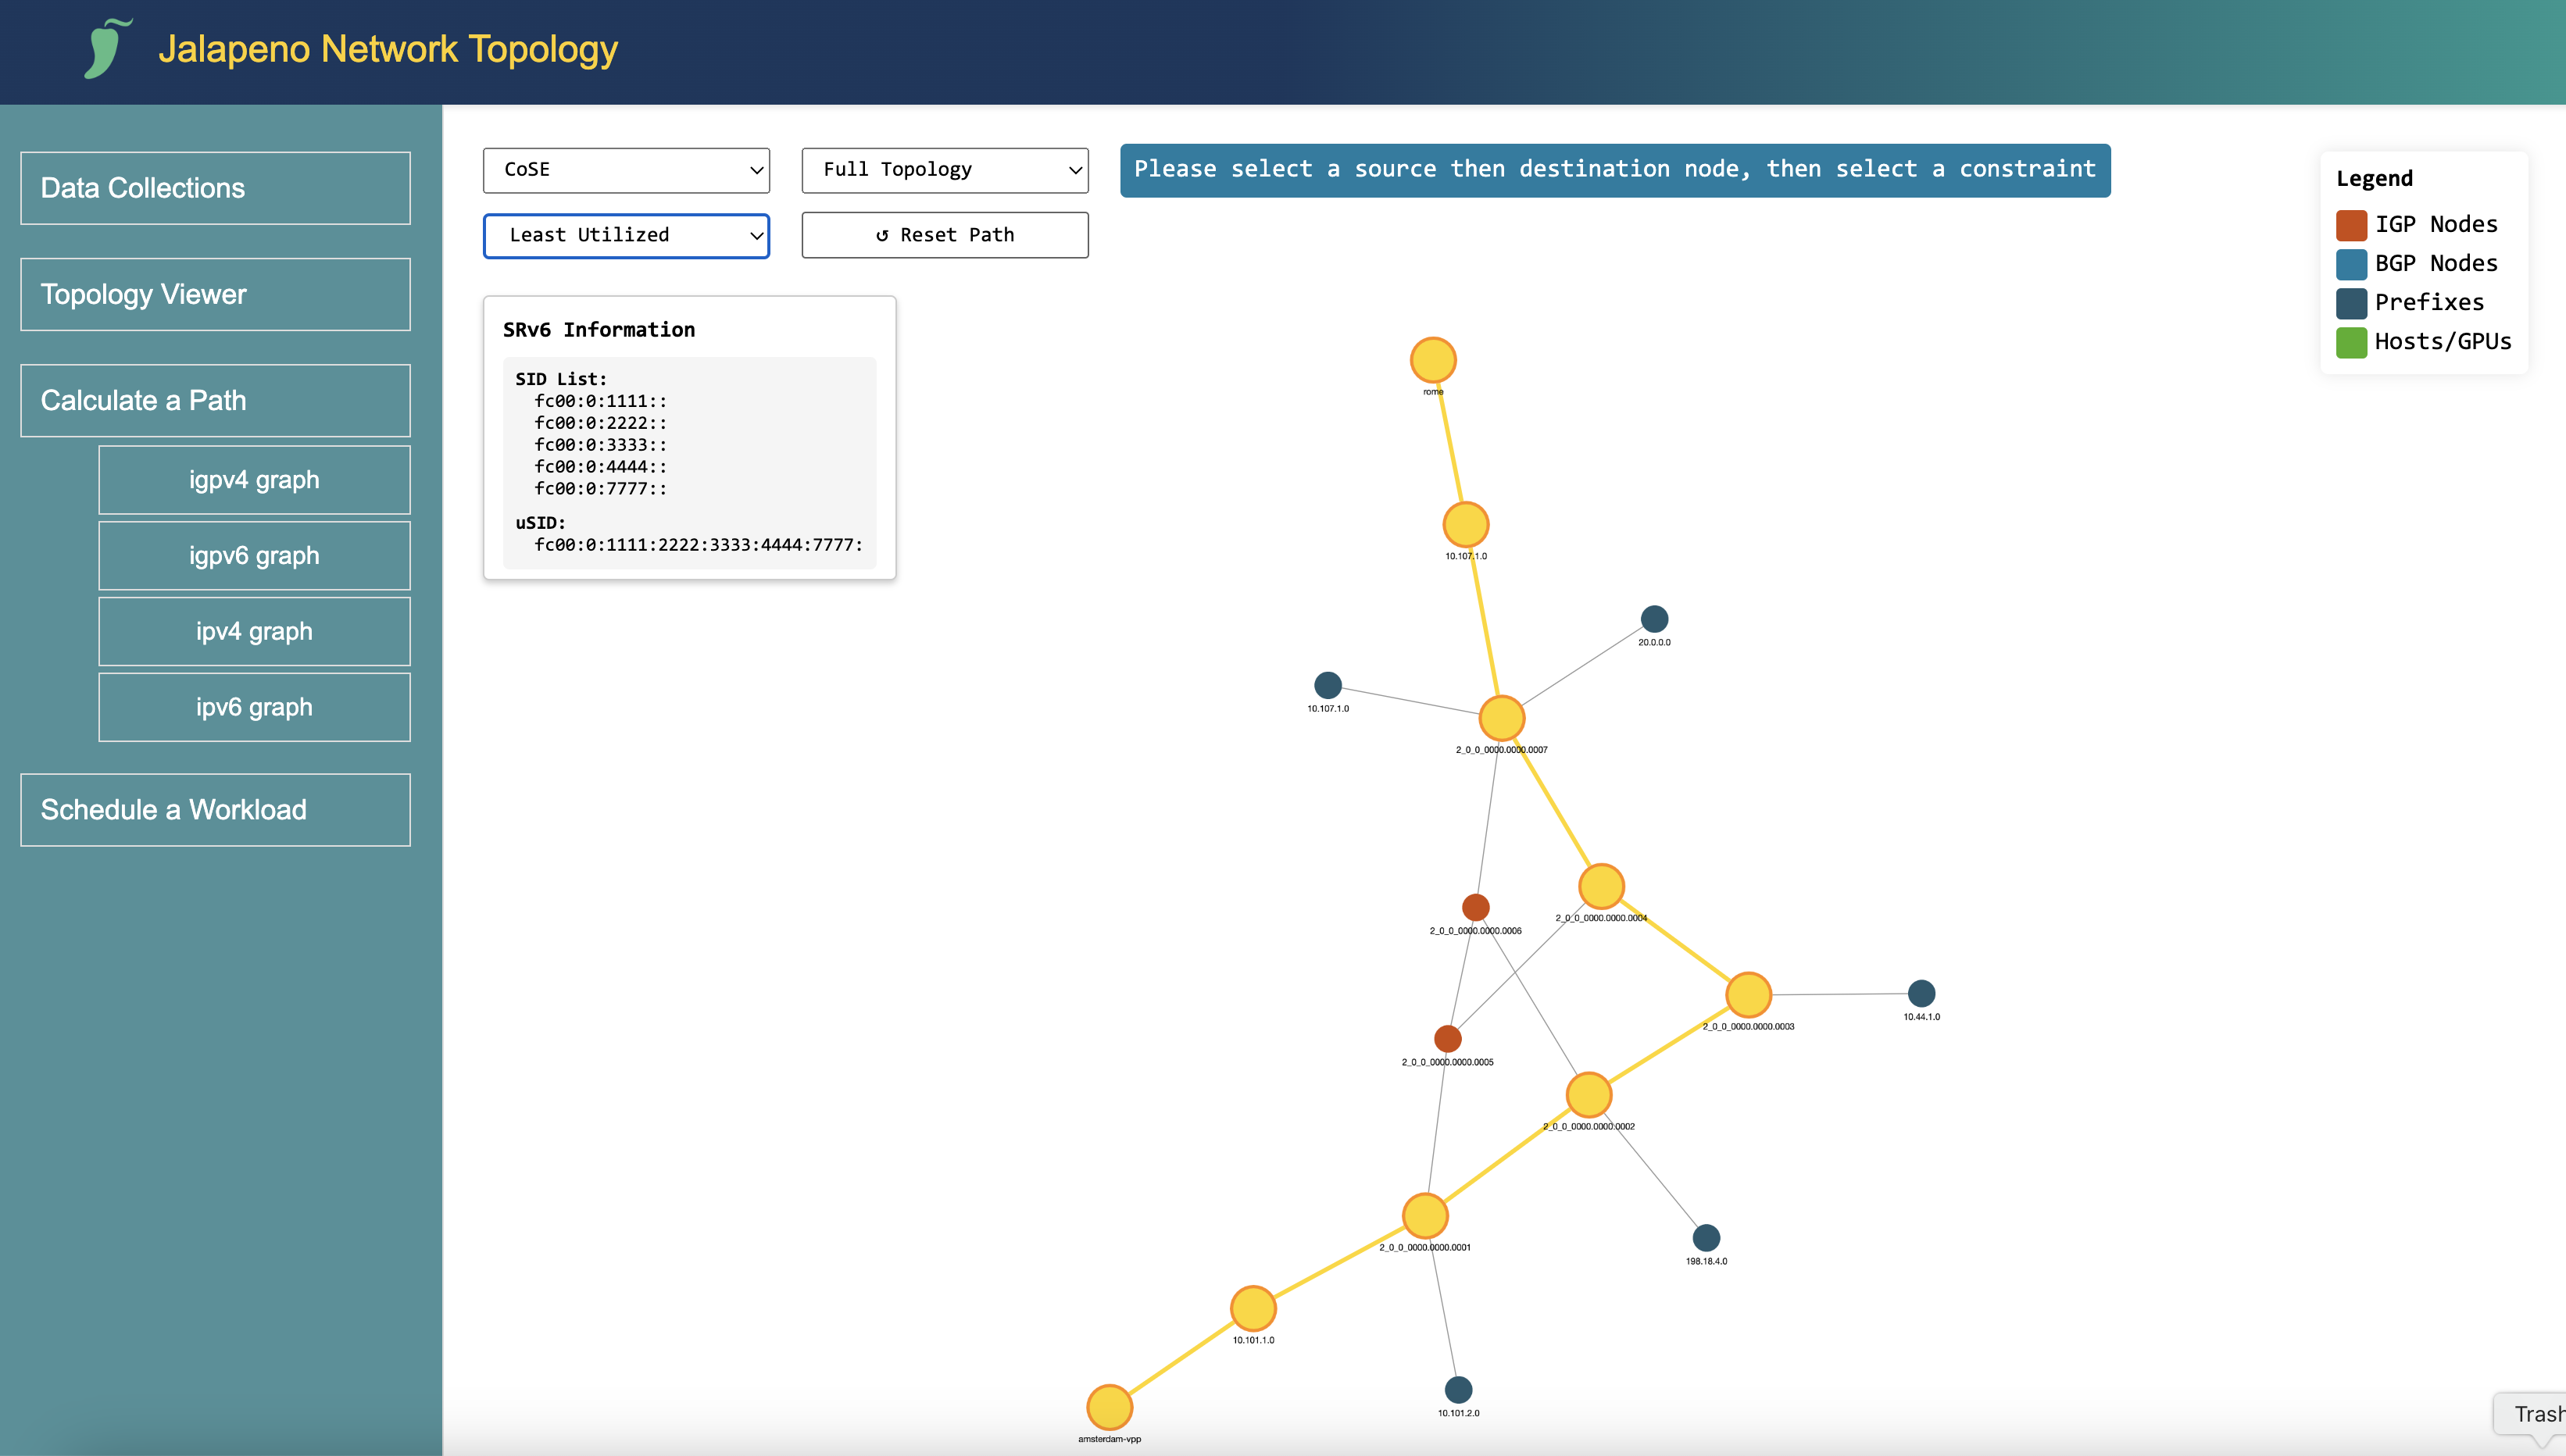 Jalapeno Network Topology
Data Collections
Topology Viewer
Calculate a Path
igpv4 graph
igpv6 graph
ipv4 graph
ipv6 graph
Schedule a Workload
CoSE
Full Topology
Please select a source then destination node, then select a constraint
Least Utilized
↺ Reset Path
SRv6 Information
SID List:
fc00:0:1111::
fc00:0:2222::
fc00:0:3333::
fc00:0:4444::
fc00:0:7777::
uSID:
fc00:0:1111:2222:3333:4444:7777:
Legend
IGP Nodes
BGP Nodes
Prefixes
Hosts/GPUs
rome
10.107.1.0
20.0.0.0
10.107.1.0
2_0_0_0000.0000.0007
2_0_0_0000.0000.0004
2_0_0_0000.0000.0006
10.44.1.0
2_0_0_0000.0000.0003
2_0_0_0000.0000.0005
2_0_0_0000.0000.0002
2_0_0_0000.0000.0001
198.18.4.0
10.101.1.0
10.101.2.0
amsterdam-vpp
Trash